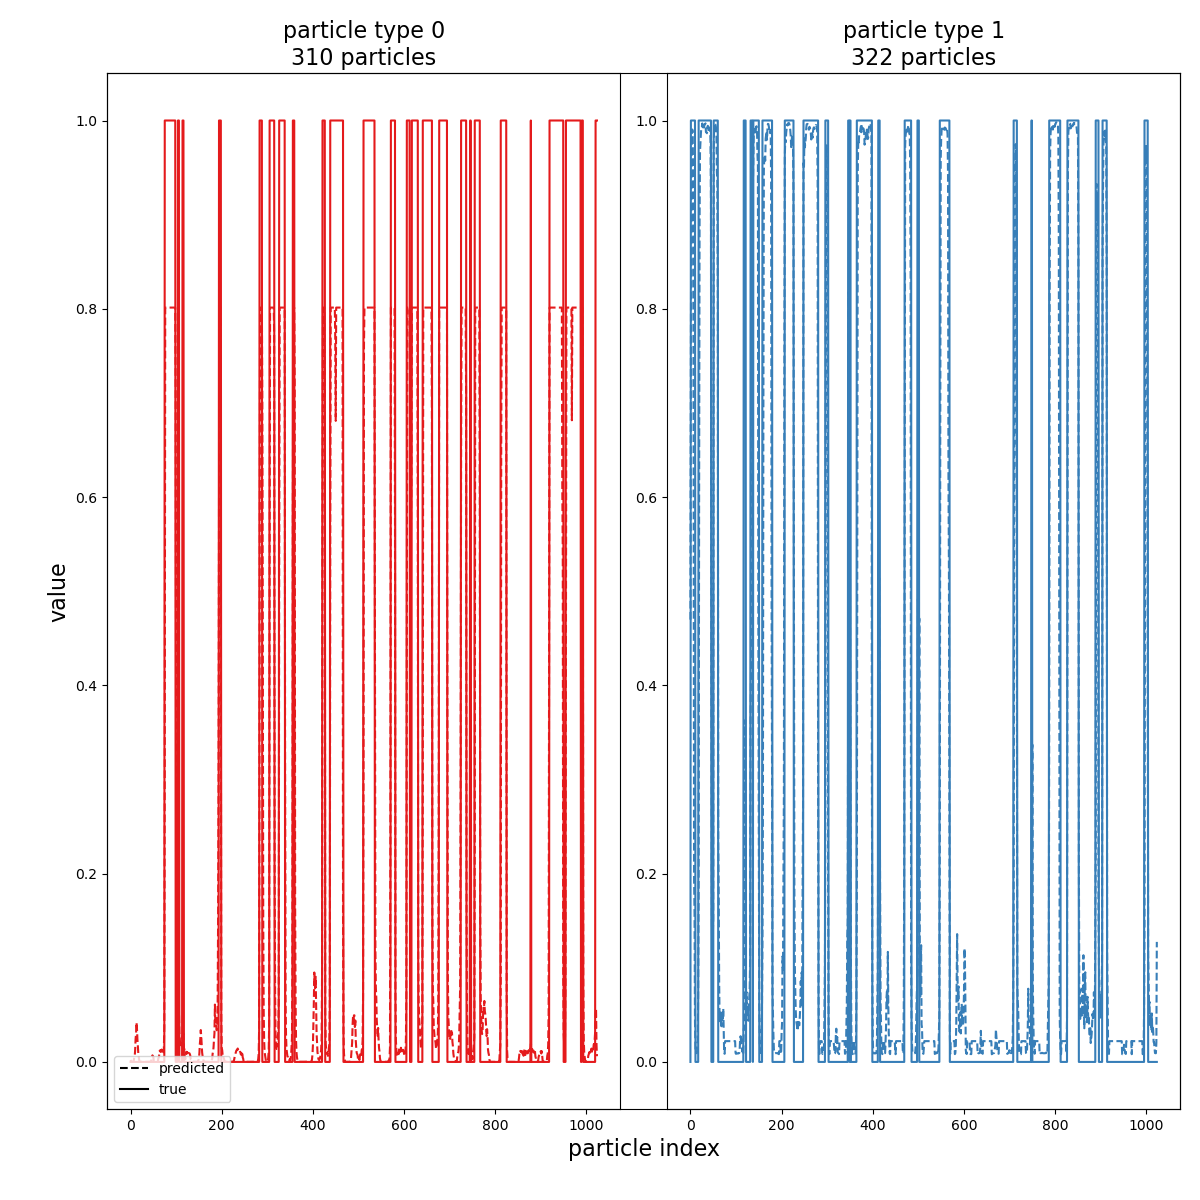 particle type 0
310 particles
particle type 1
322 particles
1.0
0.8
0.6
0.4
0.2
0.0
1.0
0.8
0.6
0.4
0.2
0.0
value
predicted
true
0 200 400 600 800 1000
0 200 400 600 800 1000
particle index